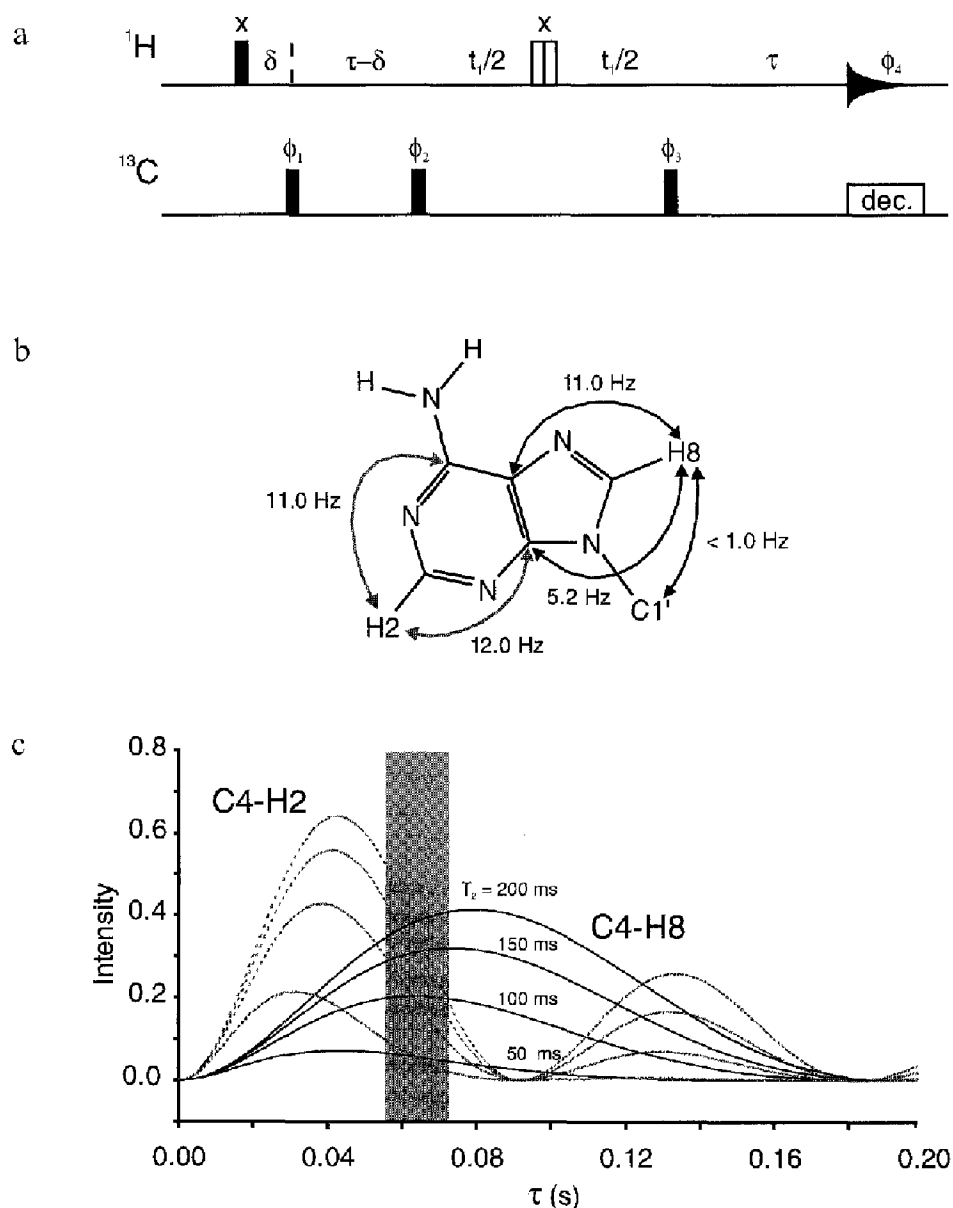 a
x x
¹H δ τ–δ t₁/2 t₁/2 τ ϕ₄
ϕ₁ ϕ₂ ϕ₃
¹³C dec.
b
H
H N 11.0 Hz
N H8
11.0 Hz
N < 1.0 Hz
N N
5.2 Hz
H2 C1'
12.0 Hz
c
0.8
C4-H2
0.6
T₂ = 200 ms
0.4 C4-H8
150 ms
Intensity
0.2 100 ms
50 ms
0.0
0.00 0.04 0.08 0.12 0.16 0.20
τ (s)